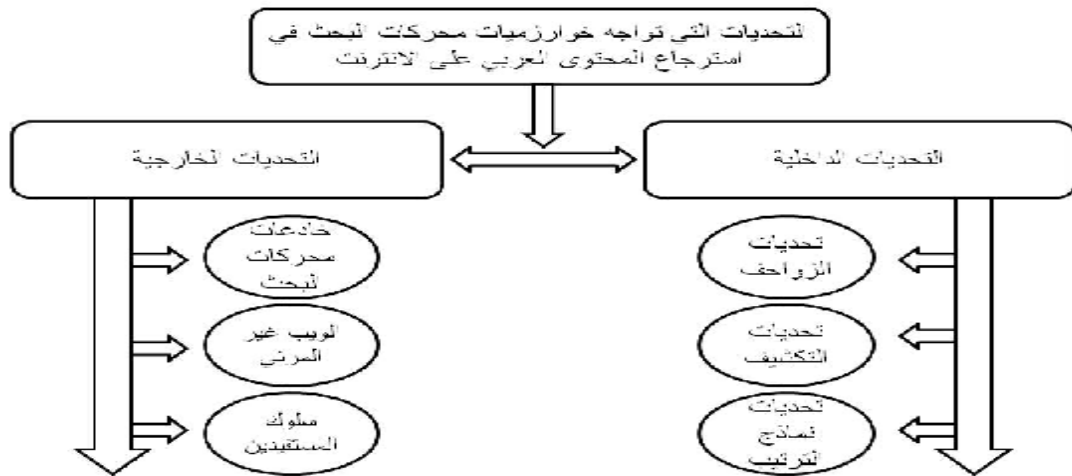 التحديات التي تواجه خوارزميات محركات البحث في
استرجاع المحتوى العربي على الانترنت
التحديات الداخلية
التحديات الخارجية
تحديات
الزواحف
تحديات
التكشيف
تحديات
نماذج
الترتيب
خادعات
محركات
البحث
الويب غير
المرئي
سلوك
المستفيدين